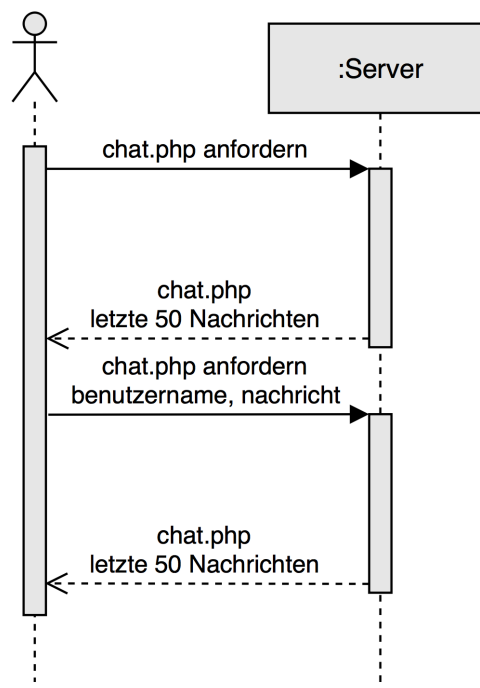 :Server
chat.php anfordern
chat.php
letzte 50 Nachrichten
chat.php anfordern
benutzername, nachricht
chat.php
letzte 50 Nachrichten